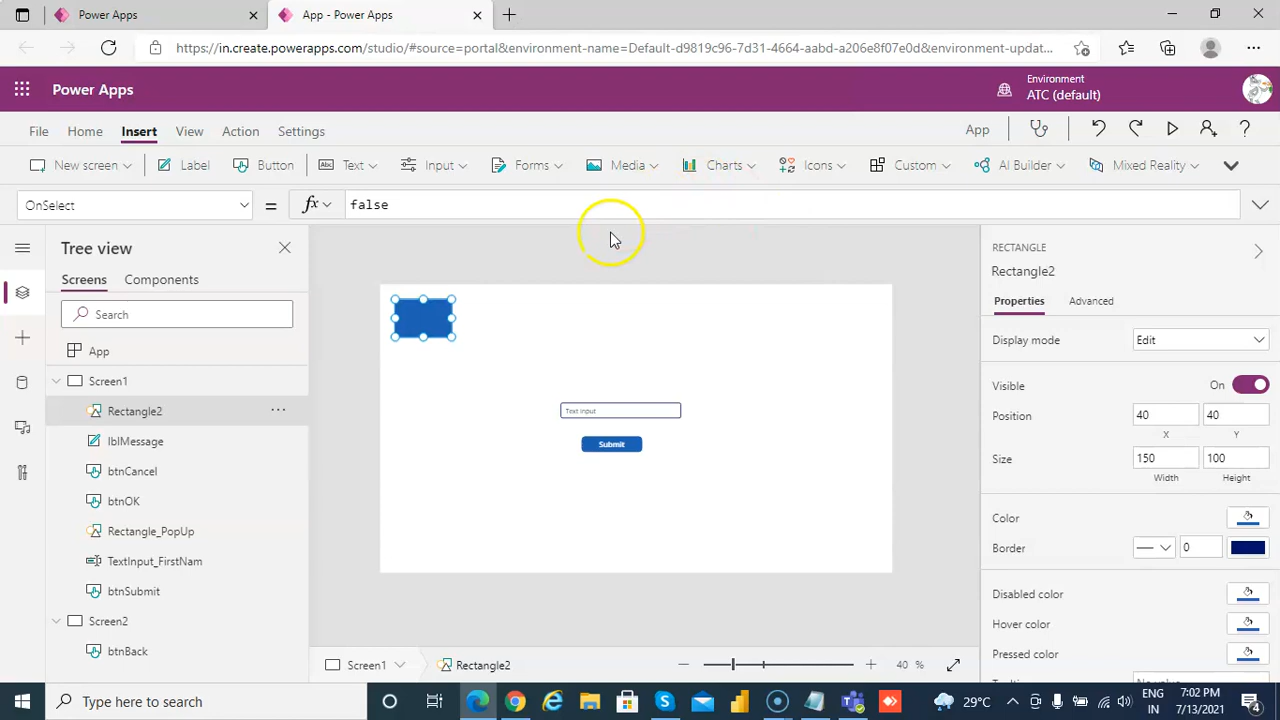 Power Apps
App - Power Apps
https://in.create.powerapps.com/studio/#source=portal&environment-name=Default-d9819c96-7d31-4664-aabd-a206e8f07e0d&environment-updat...
Power Apps
Environment
ATC (default)
File Home Insert View Action Settings App
New screen Label Button Abc Text Input Forms Media Charts Icons Custom AI Builder Mixed Reality
OnSelect = fx false
Tree view
Screens Components
Search
App
Screen1
Rectangle2 ...
lblMessage
btnCancel
btnOK
Rectangle_PopUp
TextInput_FirstNam
btnSubmit
Screen2
btnBack
Text input
Submit
Screen1 Rectangle2 40 %
RECTANGLE
Rectangle2
Properties Advanced
Display mode Edit
Visible On
Position 40 40
X Y
Size 150 100
Width Height
Color
Border 0
Disabled color
Hover color
Pressed color
Type here to search
29°C
ENG
IN
7:02 PM
7/13/2021
4